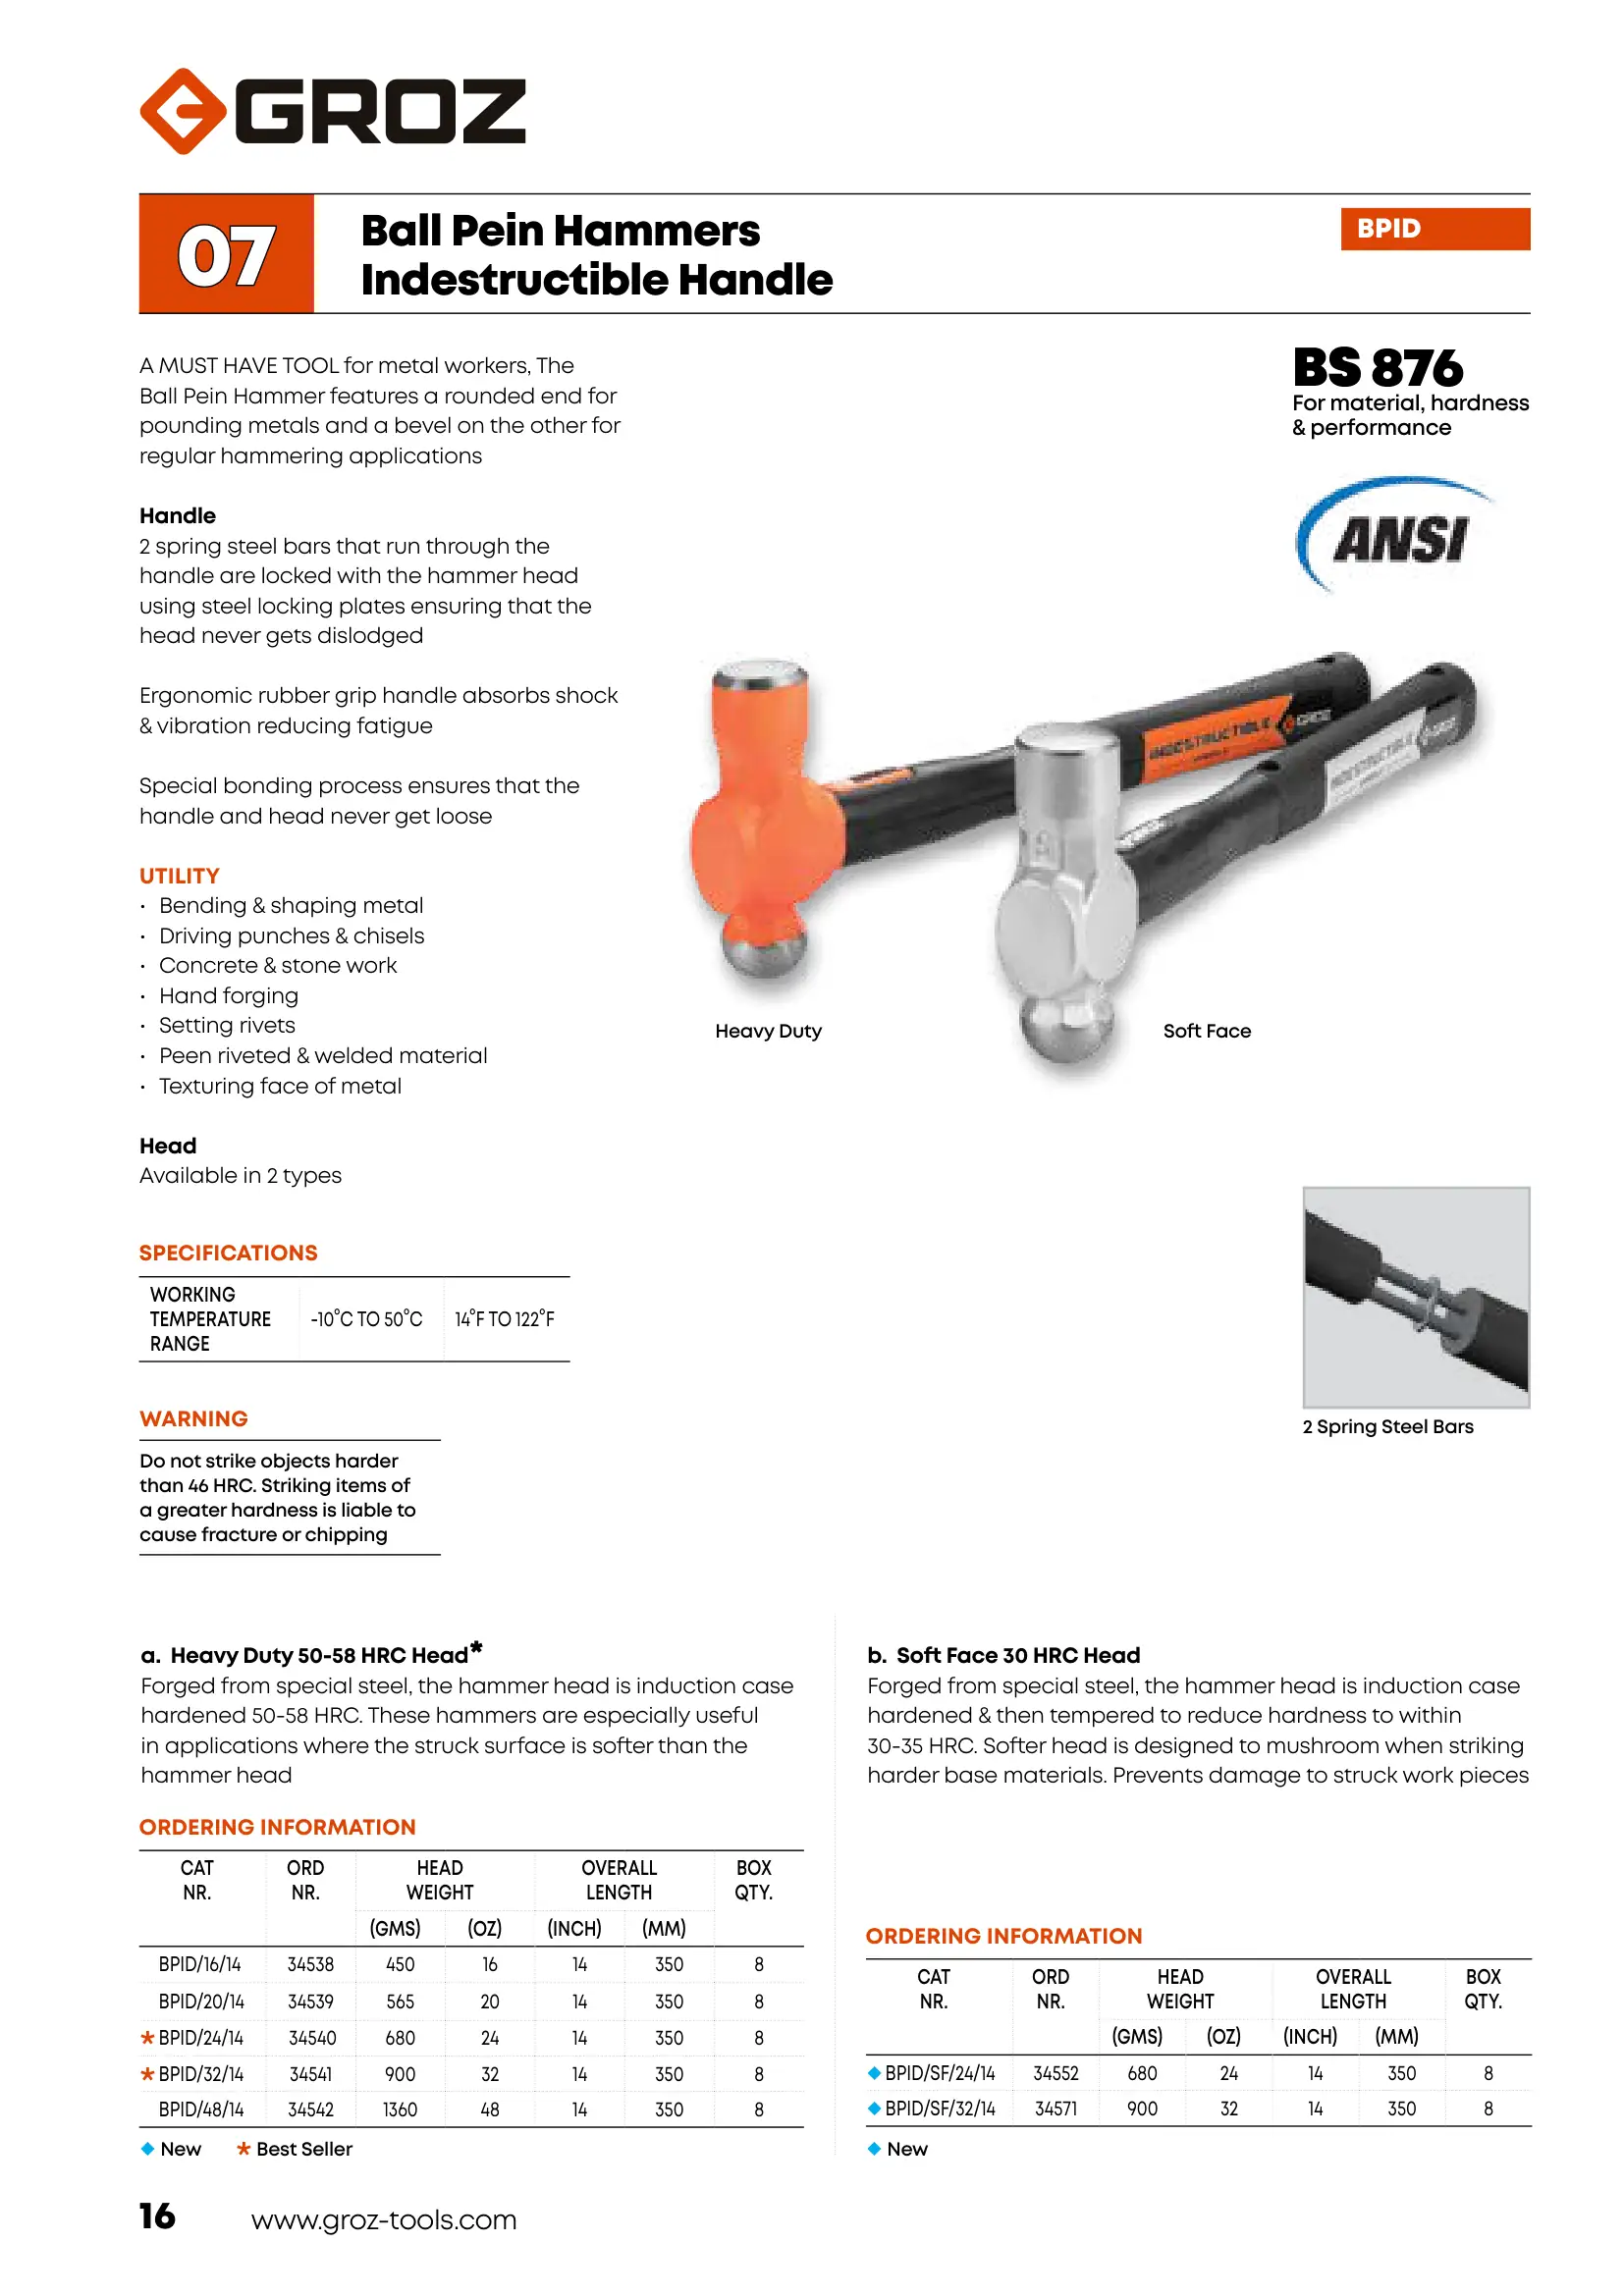 GROZ
07
Ball Pein Hammers
Indestructible Handle
BPID
A MUST HAVE TOOL for metal workers, The
Ball Pein Hammer features a rounded end for
pounding metals and a bevel on the other for
regular hammering applications
Handle
2 spring steel bars that run through the
handle are locked with the hammer head
using steel locking plates ensuring that the
head never gets dislodged
Ergonomic rubber grip handle absorbs shock
& vibration reducing fatigue
Special bonding process ensures that the
handle and head never get loose
UTILITY
· Bending & shaping metal
· Driving punches & chisels
· Concrete & stone work
· Hand forging
· Setting rivets
· Peen riveted & welded material
· Texturing face of metal
Head
Available in 2 types
BS 876
For material, hardness
& performance
ANSI
INDESTRUCTIBLE GROZ
INDESTRUCTIBLE GROZ
Heavy Duty
Soft Face
2 Spring Steel Bars
SPECIFICATIONS
WORKING
TEMPERATURE -10°C TO 50°C 14°F TO 122°F
RANGE
WARNING
Do not strike objects harder
than 46 HRC. Striking items of
a greater hardness is liable to
cause fracture or chipping
a. Heavy Duty 50-58 HRC Head*
Forged from special steel, the hammer head is induction case
hardened 50-58 HRC. These hammers are especially useful
in applications where the struck surface is softer than the
hammer head
ORDERING INFORMATION
CAT ORD HEAD OVERALL BOX
NR. NR. WEIGHT LENGTH QTY.
(GMS) (OZ) (INCH) (MM)
BPID/16/14 34538 450 16 14 350 8
BPID/20/14 34539 565 20 14 350 8
* BPID/24/14 34540 680 24 14 350 8
* BPID/32/14 34541 900 32 14 350 8
BPID/48/14 34542 1360 48 14 350 8
◆ New * Best Seller
b. Soft Face 30 HRC Head
Forged from special steel, the hammer head is induction case
hardened & then tempered to reduce hardness to within
30-35 HRC. Softer head is designed to mushroom when striking
harder base materials. Prevents damage to struck work pieces
ORDERING INFORMATION
CAT ORD HEAD OVERALL BOX
NR. NR. WEIGHT LENGTH QTY.
(GMS) (OZ) (INCH) (MM)
◆ BPID/SF/24/14 34552 680 24 14 350 8
◆ BPID/SF/32/14 34571 900 32 14 350 8
◆ New
16 www.groz-tools.com